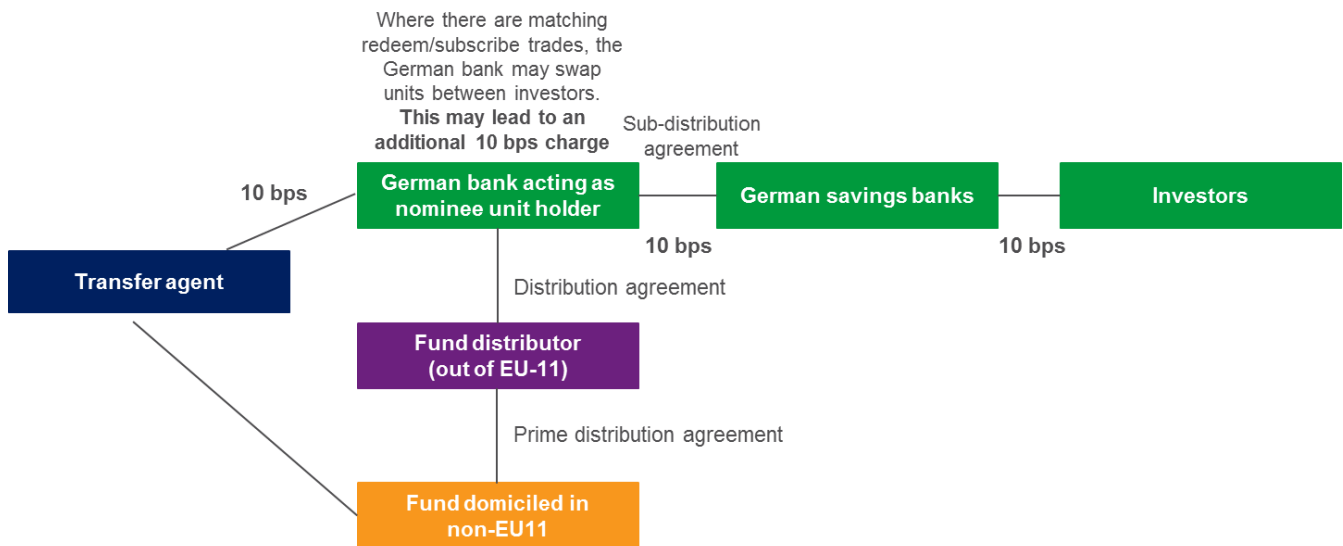 Where there are matching
redeem/subscribe trades, the
German bank may swap
units between investors.
This may lead to an
additional 10 bps charge
Sub-distribution
agreement
10 bps
German bank acting as
nominee unit holder
German savings banks
Investors
10 bps
10 bps
Transfer agent
Distribution agreement
Fund distributor
(out of EU-11)
Prime distribution agreement
Fund domiciled in
non-EU11